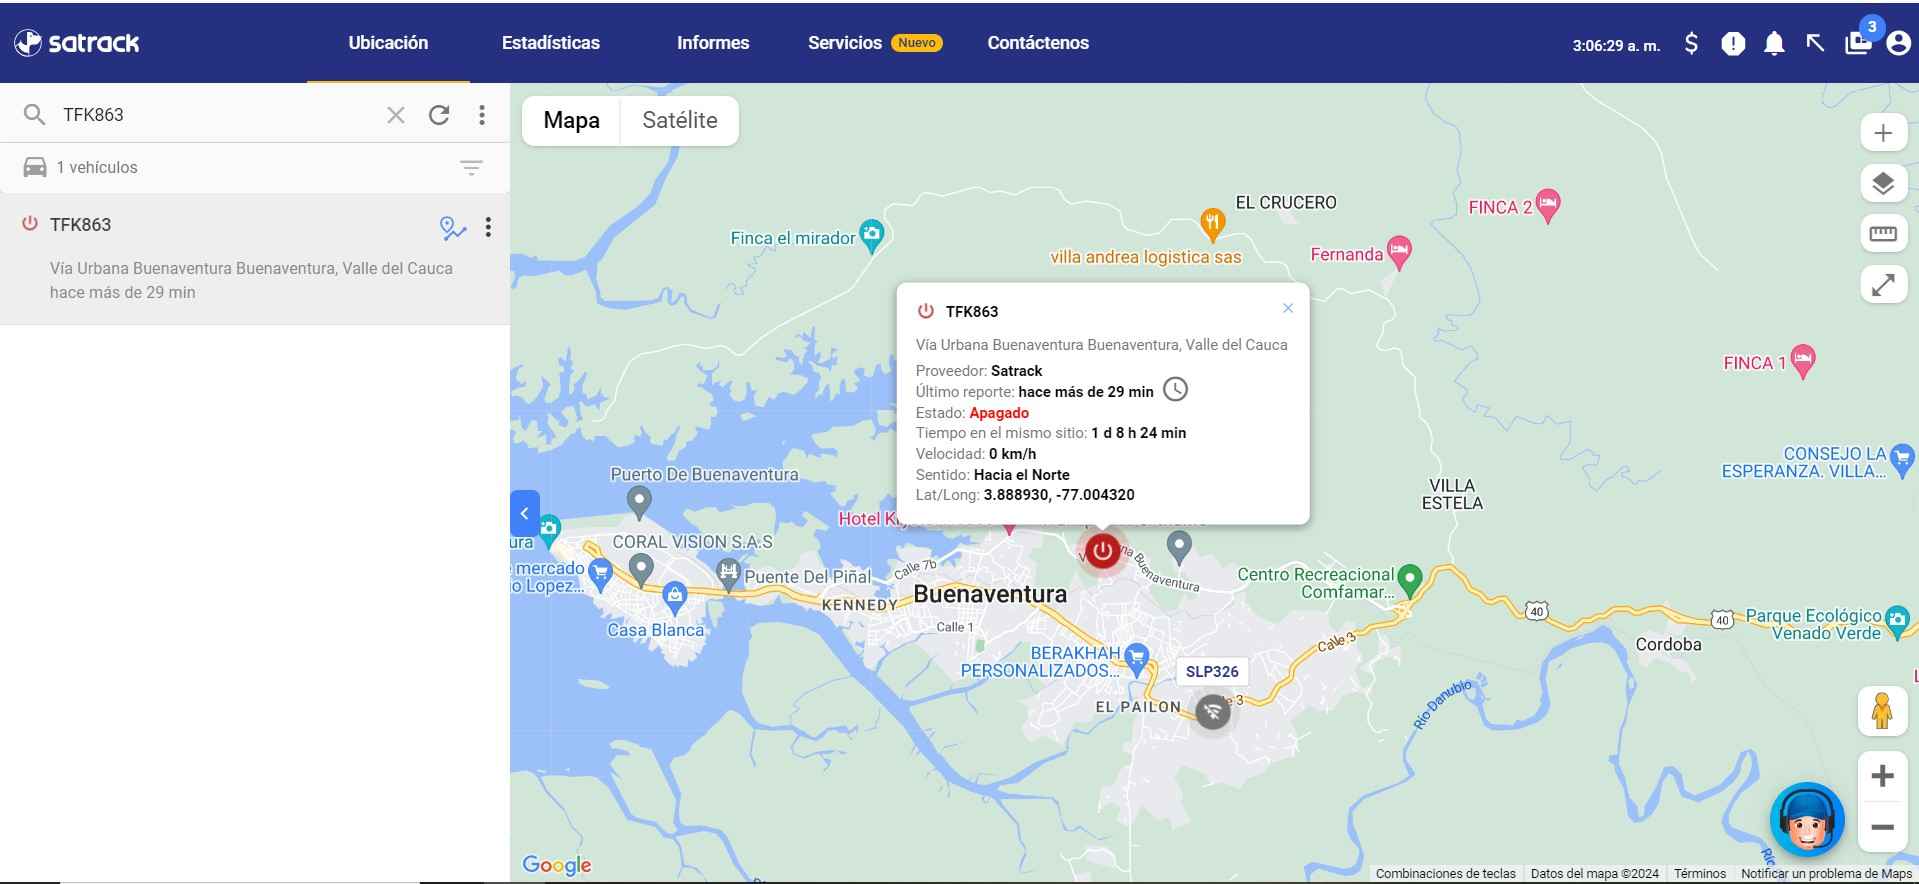 satrack
Ubicación
Estadísticas
Informes
Servicios Nuevo
Contáctenos
3:06:29 a. m.
3
TFK863
1 vehículos
TFK863
Vía Urbana Buenaventura Buenaventura, Valle del Cauca
hace más de 29 min
Mapa
Satélite
EL CRUCERO
FINCA 2
Finca el mirador
villa andrea logistica sas
Fernanda
TFK863
Vía Urbana Buenaventura Buenaventura, Valle del Cauca
Proveedor: Satrack
Último reporte: hace más de 29 min
Estado: Apagado
Tiempo en el mismo sitio: 1 d 8 h 24 min
Velocidad: 0 km/h
Sentido: Hacia el Norte
Lat/Long: 3.888930, -77.004320
FINCA 1
CONSEJO LA
ESPERANZA. VILLA...
Puerto De Buenaventura
VILLA
ESTELA
Hotel
CORAL VISION S.A.S
mercado
o Lopez...
Puente Del Piñal
Calle 7b
Buenaventura
Centro Recreacional
Comfamar...
KENNEDY
Buenaventura
Casa Blanca
Calle 1
40
40
Parque Ecológico
Venado Verde
Calle 3
Cordoba
BERAKHAH
PERSONALIZADOS...
SLP326
EL PAILON
3
Río Danubio
Google
Combinaciones de teclas
Datos del mapa ©2024
Términos
Notificar un problema de Maps